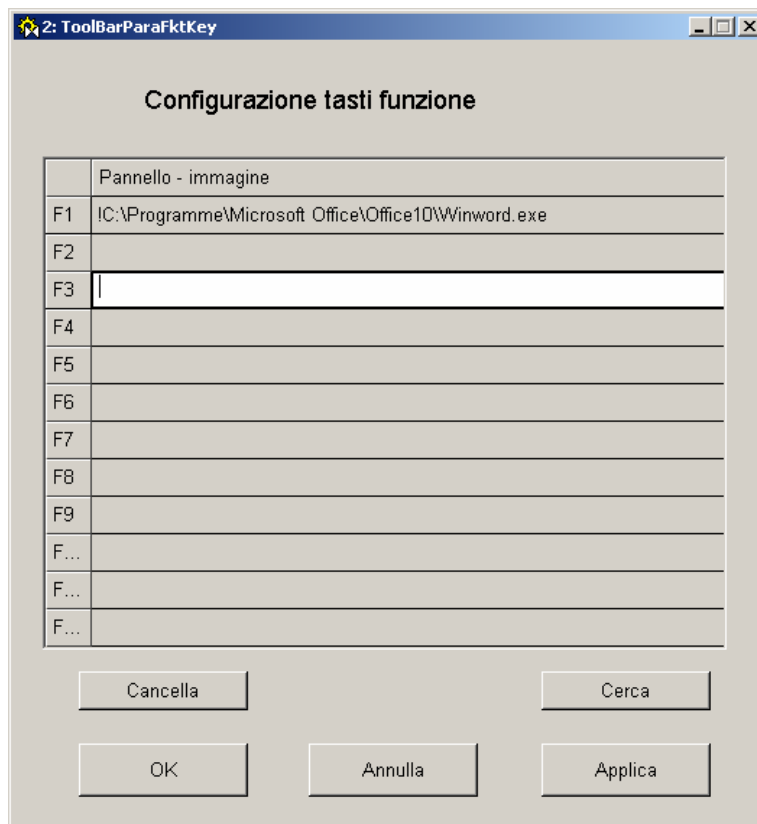 2: ToolBarParaFktKey
Configurazione tasti funzione
Pannello - immagine
F1 !C:\Programme\Microsoft Office\Office10\Winword.exe
F2
F3
F4
F5
F6
F7
F8
F9
F...
F...
F...
Cancella Cerca
OK Annulla Applica